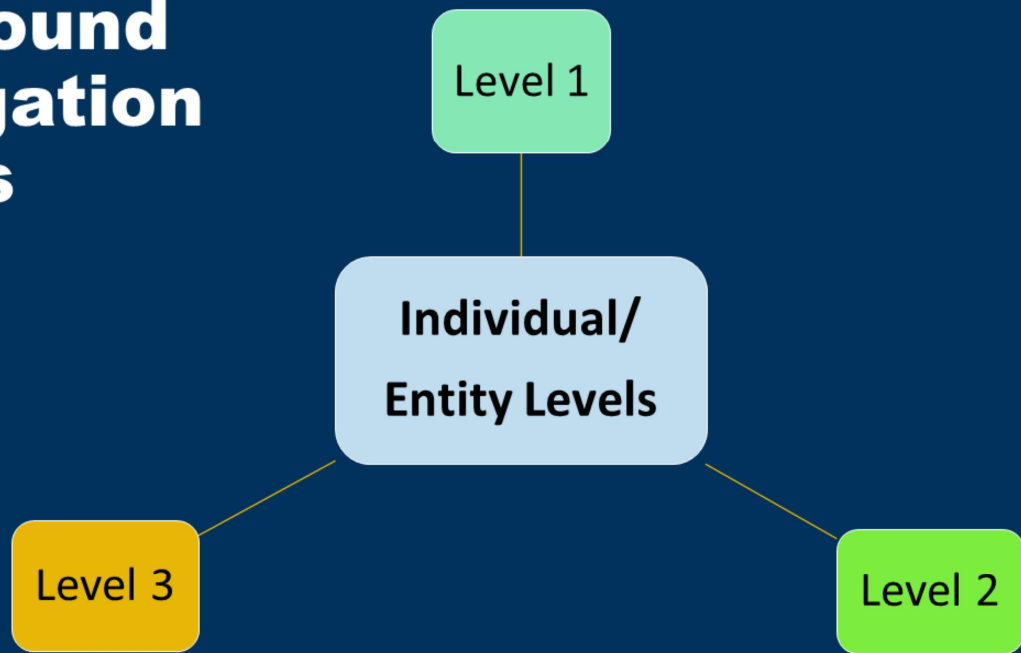 ound
gation
s
Level 1
Individual/
Entity Levels
Level 3
Level 2